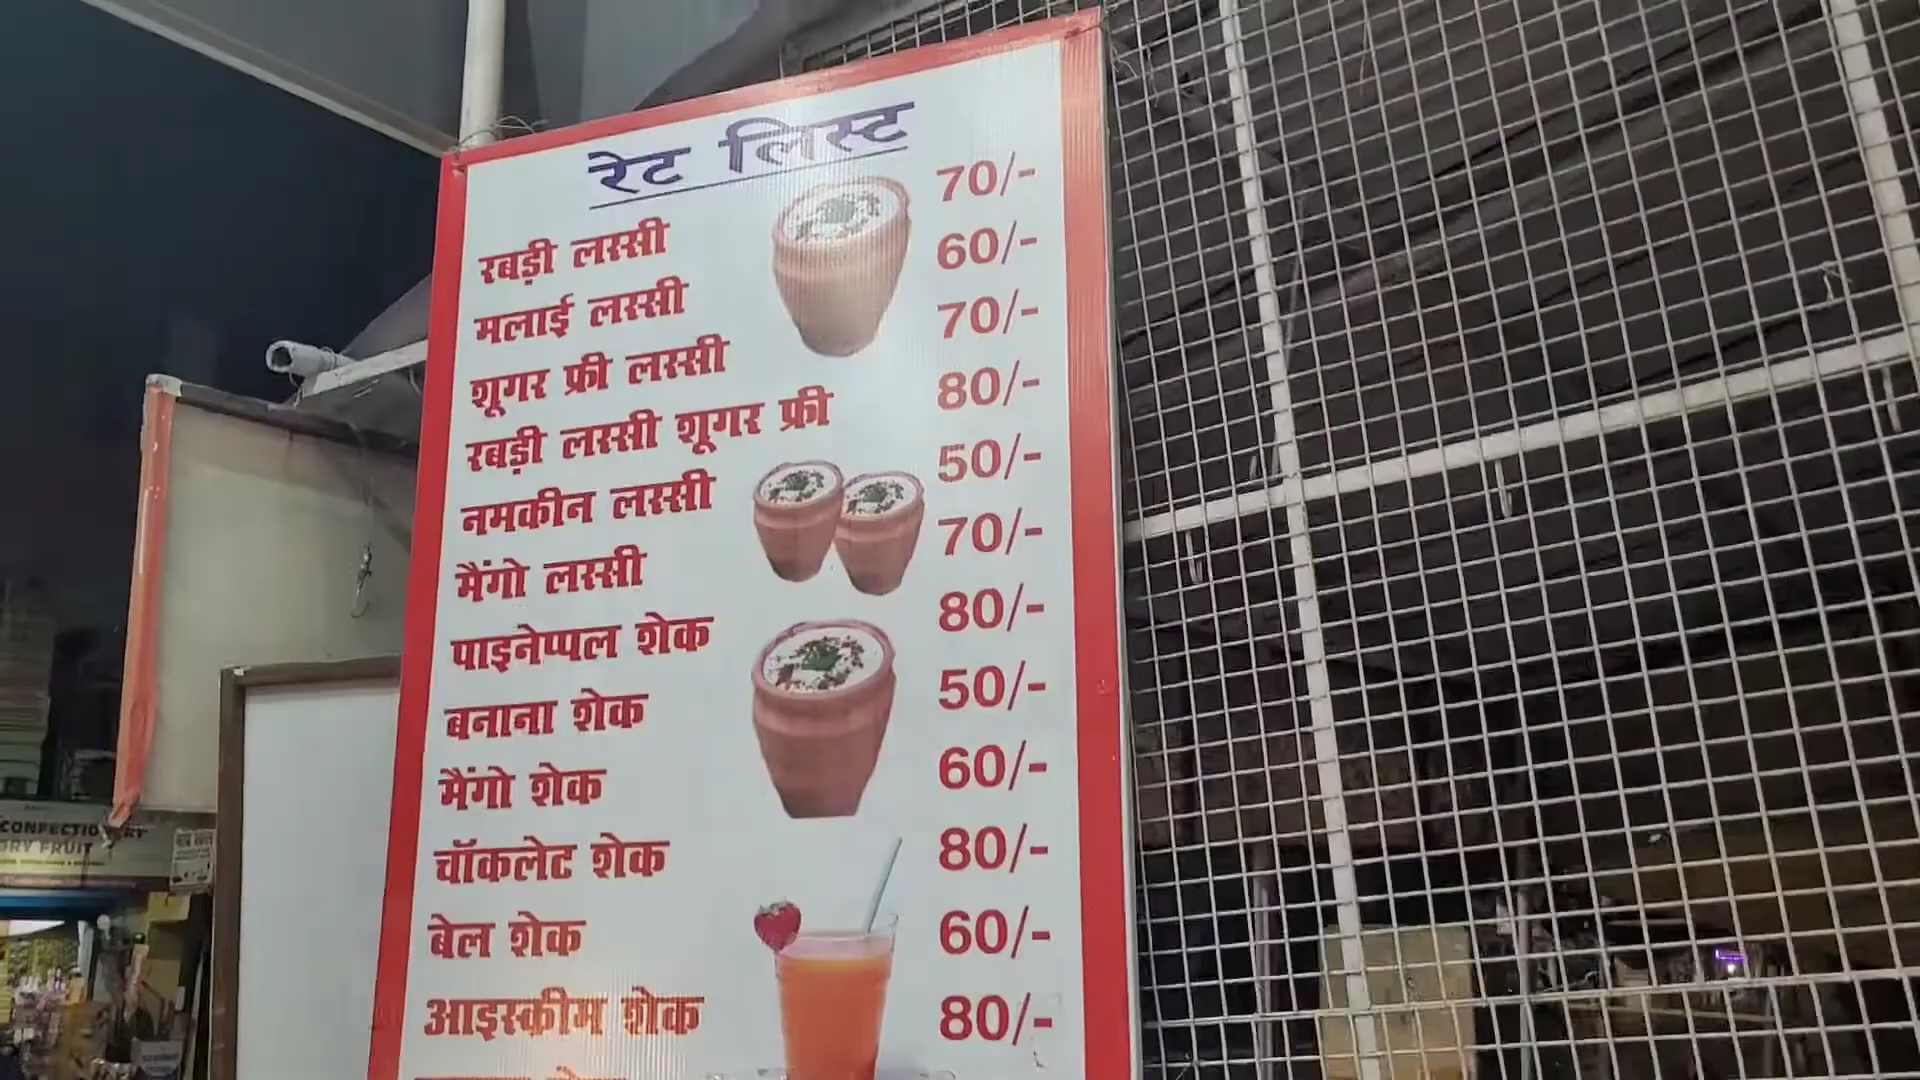 रेट लिस्ट
रबड़ी लस्सी 70/-
मलाई लस्सी 60/-
शूगर फ्री लस्सी 70/-
रबड़ी लस्सी शूगर फ्री 80/-
नमकीन लस्सी 50/-
मैंगो लस्सी 70/-
पाइनेप्पल शेक 80/-
बनाना शेक 50/-
मैंगो शेक 60/-
चॉकलेट शेक 80/-
बेल शेक 60/-
आइस्क्रीम शेक 80/-
CONFECTIONERY
DRY FRUIT